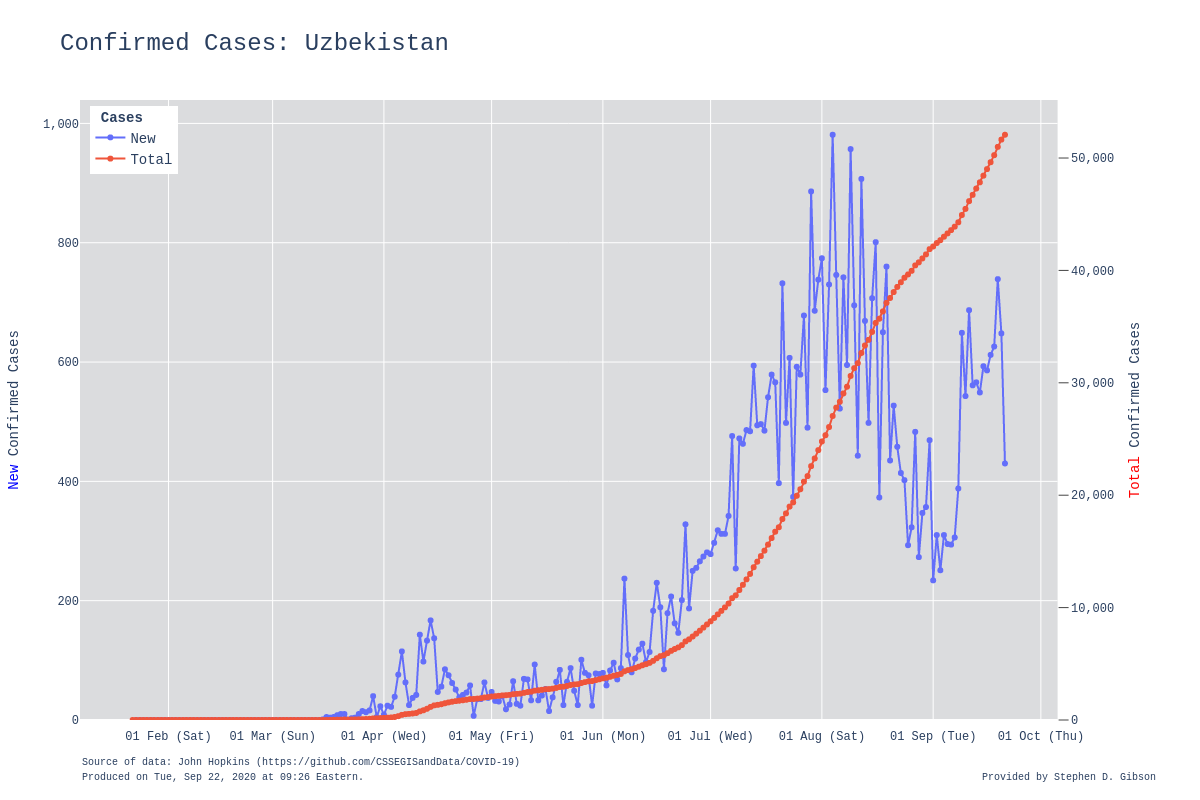 Confirmed Cases: Uzbekistan
Cases
New
Total
1,000
800
600
400
200
0
50,000
40,000
30,000
20,000
10,000
0
New Confirmed Cases
Total Confirmed Cases
01 Feb (Sat) 01 Mar (Sun) 01 Apr (Wed) 01 May (Fri) 01 Jun (Mon) 01 Jul (Wed) 01 Aug (Sat) 01 Sep (Tue) 01 Oct (Thu)
Source of data: John Hopkins (https://github.com/CSSEGISandData/COVID-19)
Produced on Tue, Sep 22, 2020 at 09:26 Eastern.
Provided by Stephen D. Gibson